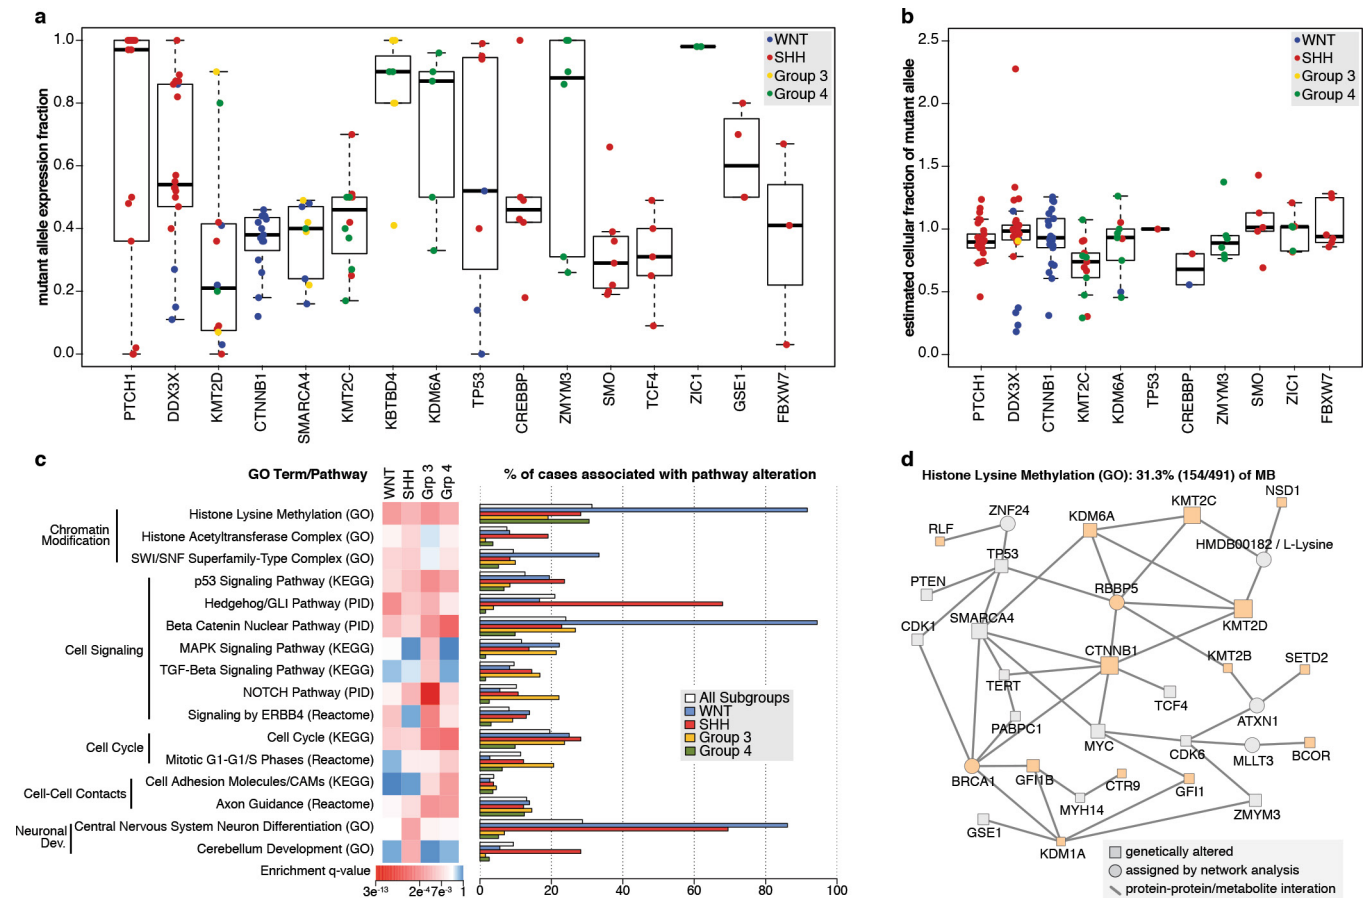 a
1.0
0.8
0.6
0.4
0.2
0.0
mutant allele expression fraction
WNT
SHH
Group 3
Group 4
PTCH1
DDX3X
KMT2D
CTNNB1
SMARCA4
KMT2C
KBTBD4
KDM6A
TP53
CREBBP
ZMYM3
SMO
TCF4
ZIC1
GSE1
FBXW7
b
2.5
2.0
1.5
1.0
0.5
0.0
estimated cellular fraction of mutant allele
WNT
SHH
Group 3
Group 4
PTCH1
DDX3X
CTNNB1
KMT2C
KDM6A
TP53
CREBBP
ZMYM3
SMO
ZIC1
FBXW7
c
GO Term/Pathway
WNT
SHH
Grp 3
Grp 4
% of cases associated with pathway alteration
Chromatin
Modification
Histone Lysine Methylation (GO)
Histone Acetyltransferase Complex (GO)
SWI/SNF Superfamily-Type Complex (GO)
Cell Signaling
p53 Signaling Pathway (KEGG)
Hedgehog/GLI Pathway (PID)
Beta Catenin Nuclear Pathway (PID)
MAPK Signaling Pathway (KEGG)
TGF-Beta Signaling Pathway (KEGG)
NOTCH Pathway (PID)
Signaling by ERBB4 (Reactome)
Cell Cycle
Cell Cycle (KEGG)
Mitotic G1-G1/S Phases (Reactome)
Cell-Cell Contacts
Cell Adhesion Molecules/CAMs (KEGG)
Axon Guidance (Reactome)
Neuronal
Dev.
Central Nervous System Neuron Differentiation (GO)
Cerebellum Development (GO)
Enrichment q-value
3e-13
2e-4
7e-3
1
All Subgroups
WNT
SHH
Group 3
Group 4
0
20
40
60
80
100
d
Histone Lysine Methylation (GO): 31.3% (154/491) of MB
NSD1
KMT2C
ZNF24
KDM6A
RLF
HMDB00182 / L-Lysine
TP53
PTEN
RBBP5
SMARCA4
KMT2D
CDK1
CTNNB1
KMT2B
SETD2
TERT
TCF4
ATXN1
PABPC1
MYC
CDK6
MLLT3
BCOR
BRCA1
GFI1B
CTR9
GFI1
MYH14
ZMYM3
GSE1
KDM1A
genetically altered
assigned by network analysis
protein-protein/metabolite interation